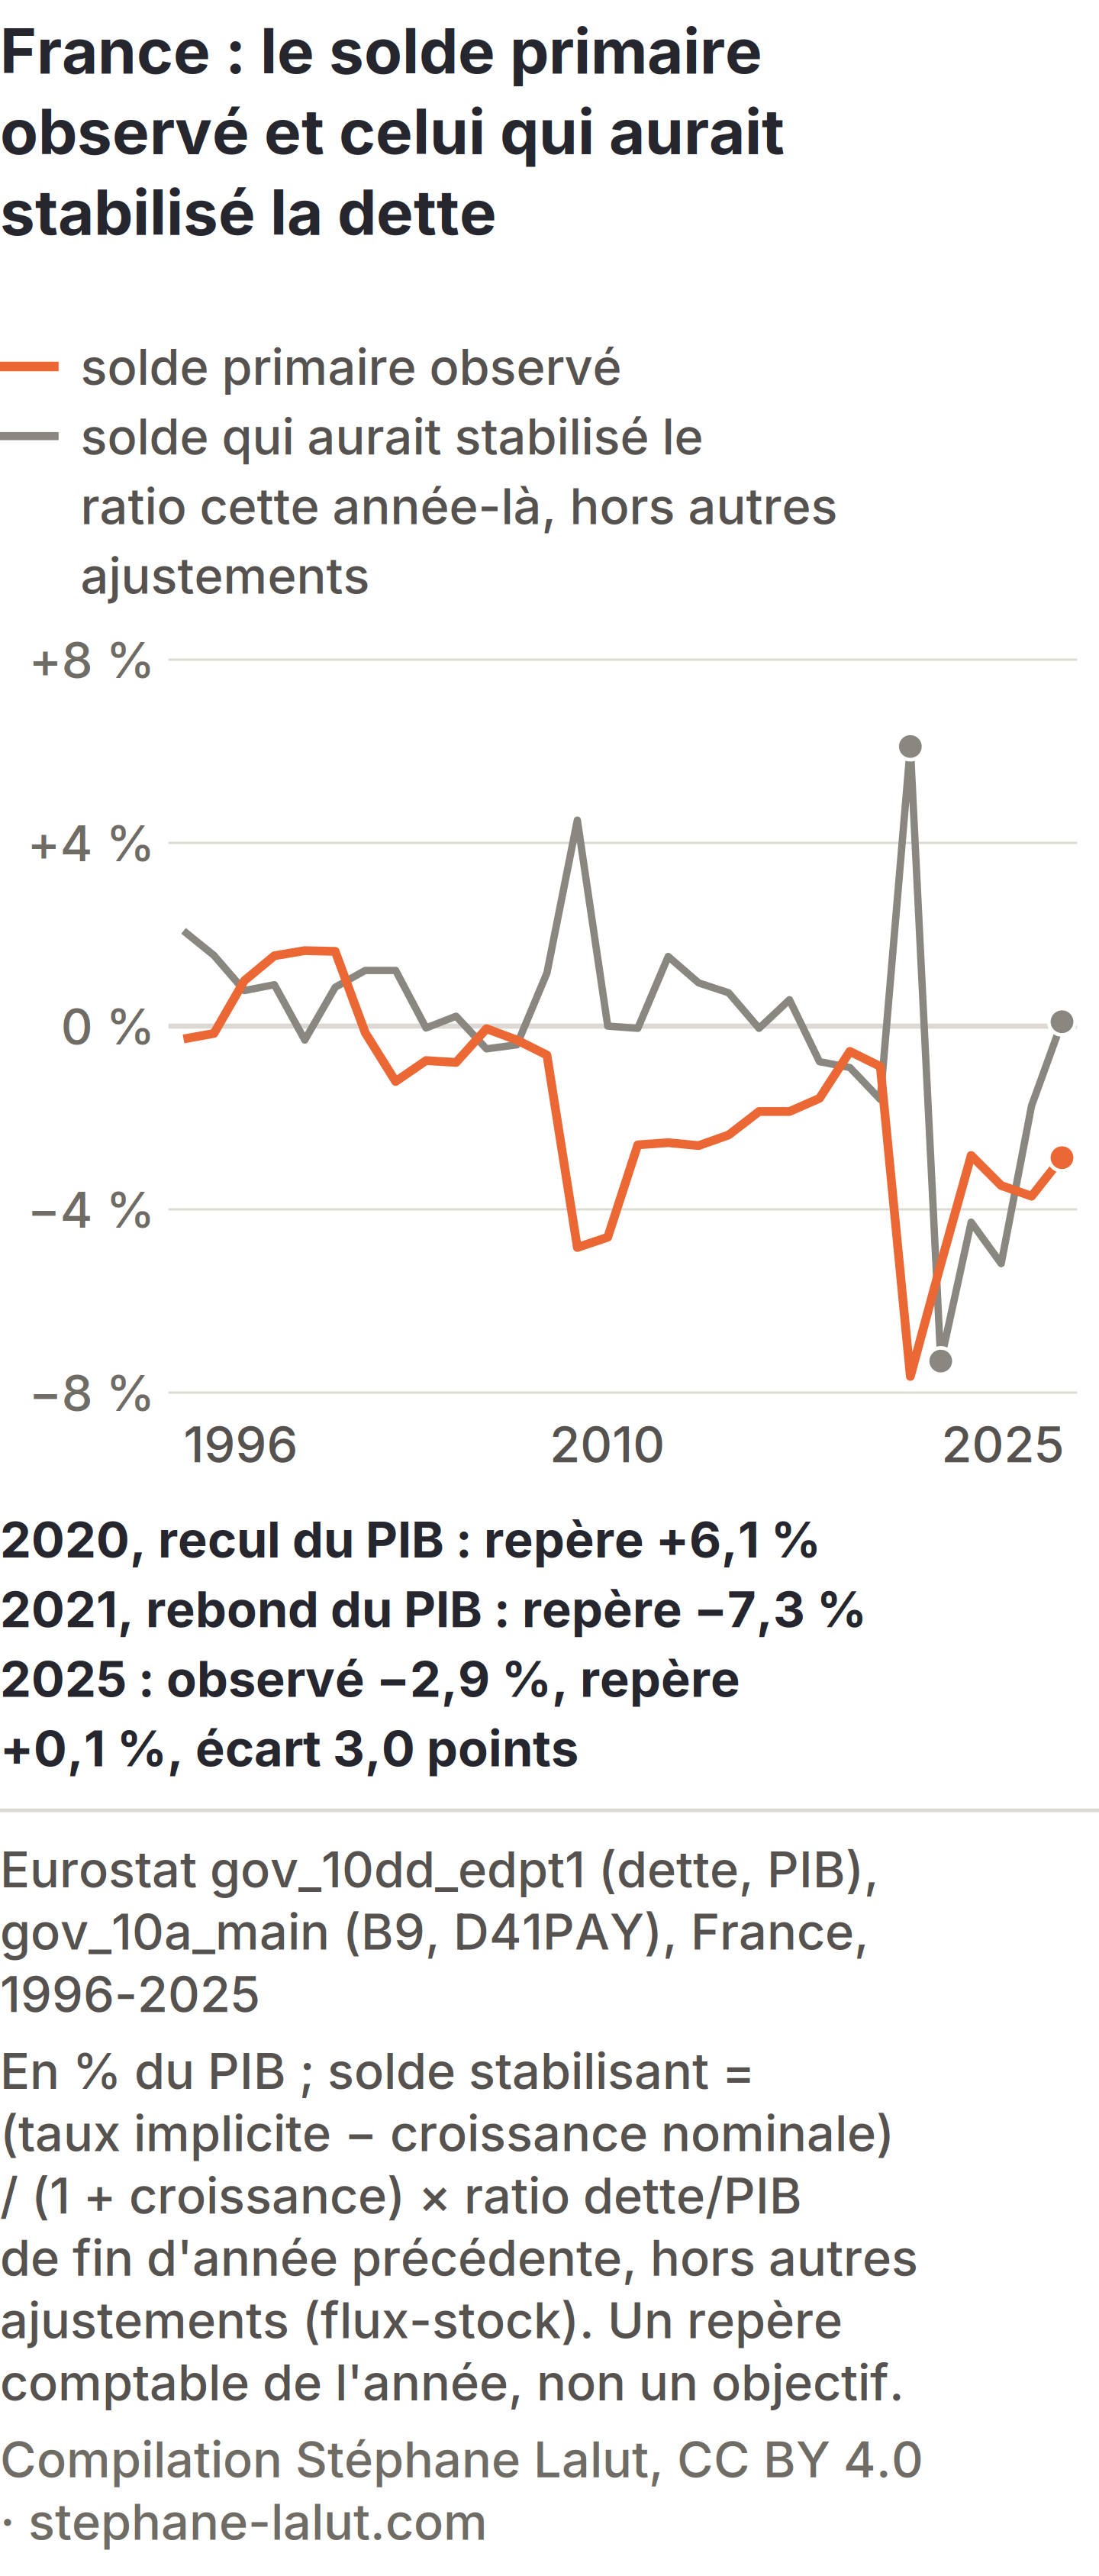 France : le solde primaire
observé et celui qui aurait
stabilisé la dette
solde primaire observé
solde qui aurait stabilisé le
ratio cette année-là, hors autres
ajustements
+8 %
+4 %
0 %
−4 %
−8 %
1996 2010 2025
2020, recul du PIB : repère +6,1 %
2021, rebond du PIB : repère −7,3 %
2025 : observé −2,9 %, repère
+0,1 %, écart 3,0 points
Eurostat gov_10dd_edpt1 (dette, PIB),
gov_10a_main (B9, D41PAY), France,
1996-2025
En % du PIB ; solde stabilisant =
(taux implicite − croissance nominale)
/ (1 + croissance) × ratio dette/PIB
de fin d'année précédente, hors autres
ajustements (flux-stock). Un repère
comptable de l'année, non un objectif.
Compilation Stéphane Lalut, CC BY 4.0
· stephane-lalut.com